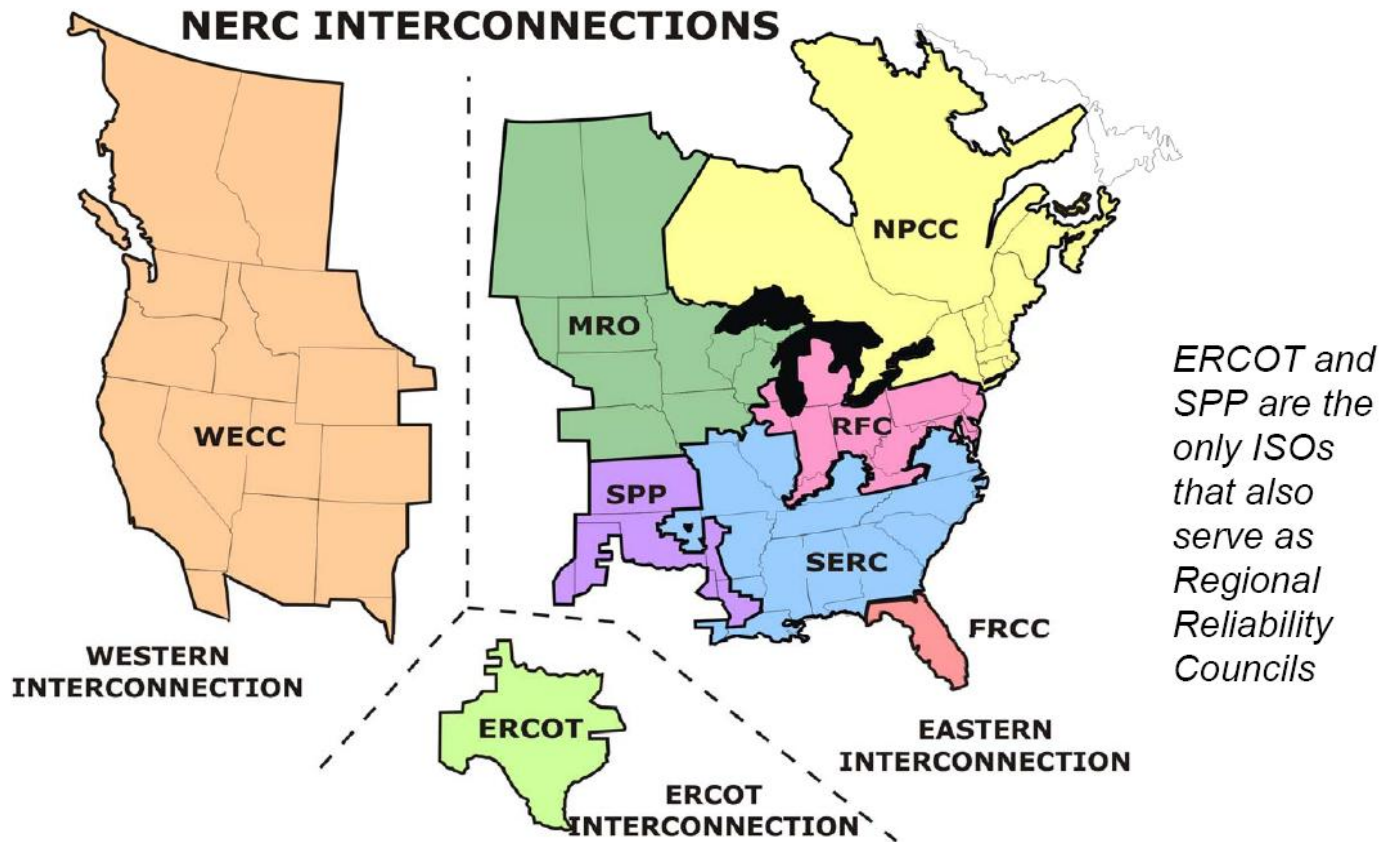 NERC INTERCONNECTIONS
NPCC
MRO
WECC
RFC
SPP
SERC
FRCC
ERCOT
WESTERN
INTERCONNECTION
EASTERN
INTERCONNECTION
ERCOT
INTERCONNECTION
ERCOT and
SPP are the
only ISOs
that also
serve as
Regional
Reliability
Councils